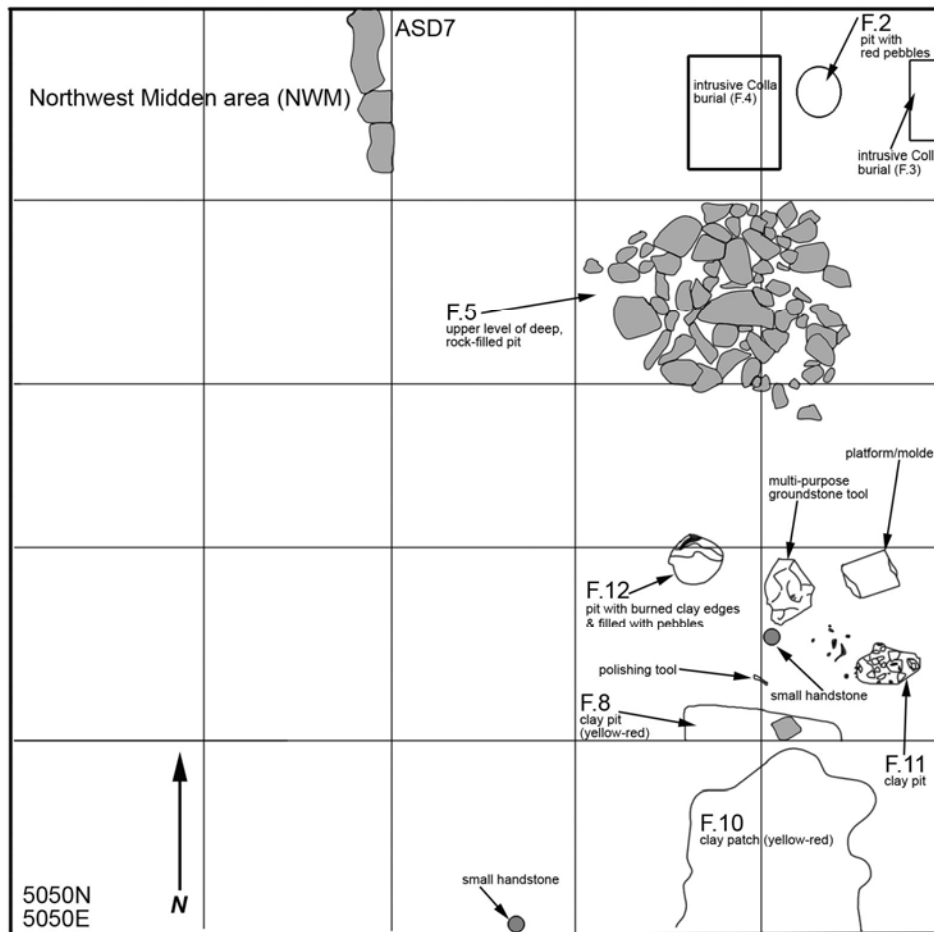 ASD7
Northwest Midden area (NWM)
F.2
pit with
red pebbles
intrusive Colla
burial (F.4)
intrusive Coll
burial (F.3)
F.5
upper level of deep,
rock-filled pit
platform/molde
multi-purpose
groundstone tool
F.12
pit with burned clay edges
& filled with pebbles
polishing tool
small handstone
F.8
clay pit
(yellow-red)
F.11
clay pit
F.10
clay patch (yellow-red)
small handstone
5050N
5050E
N